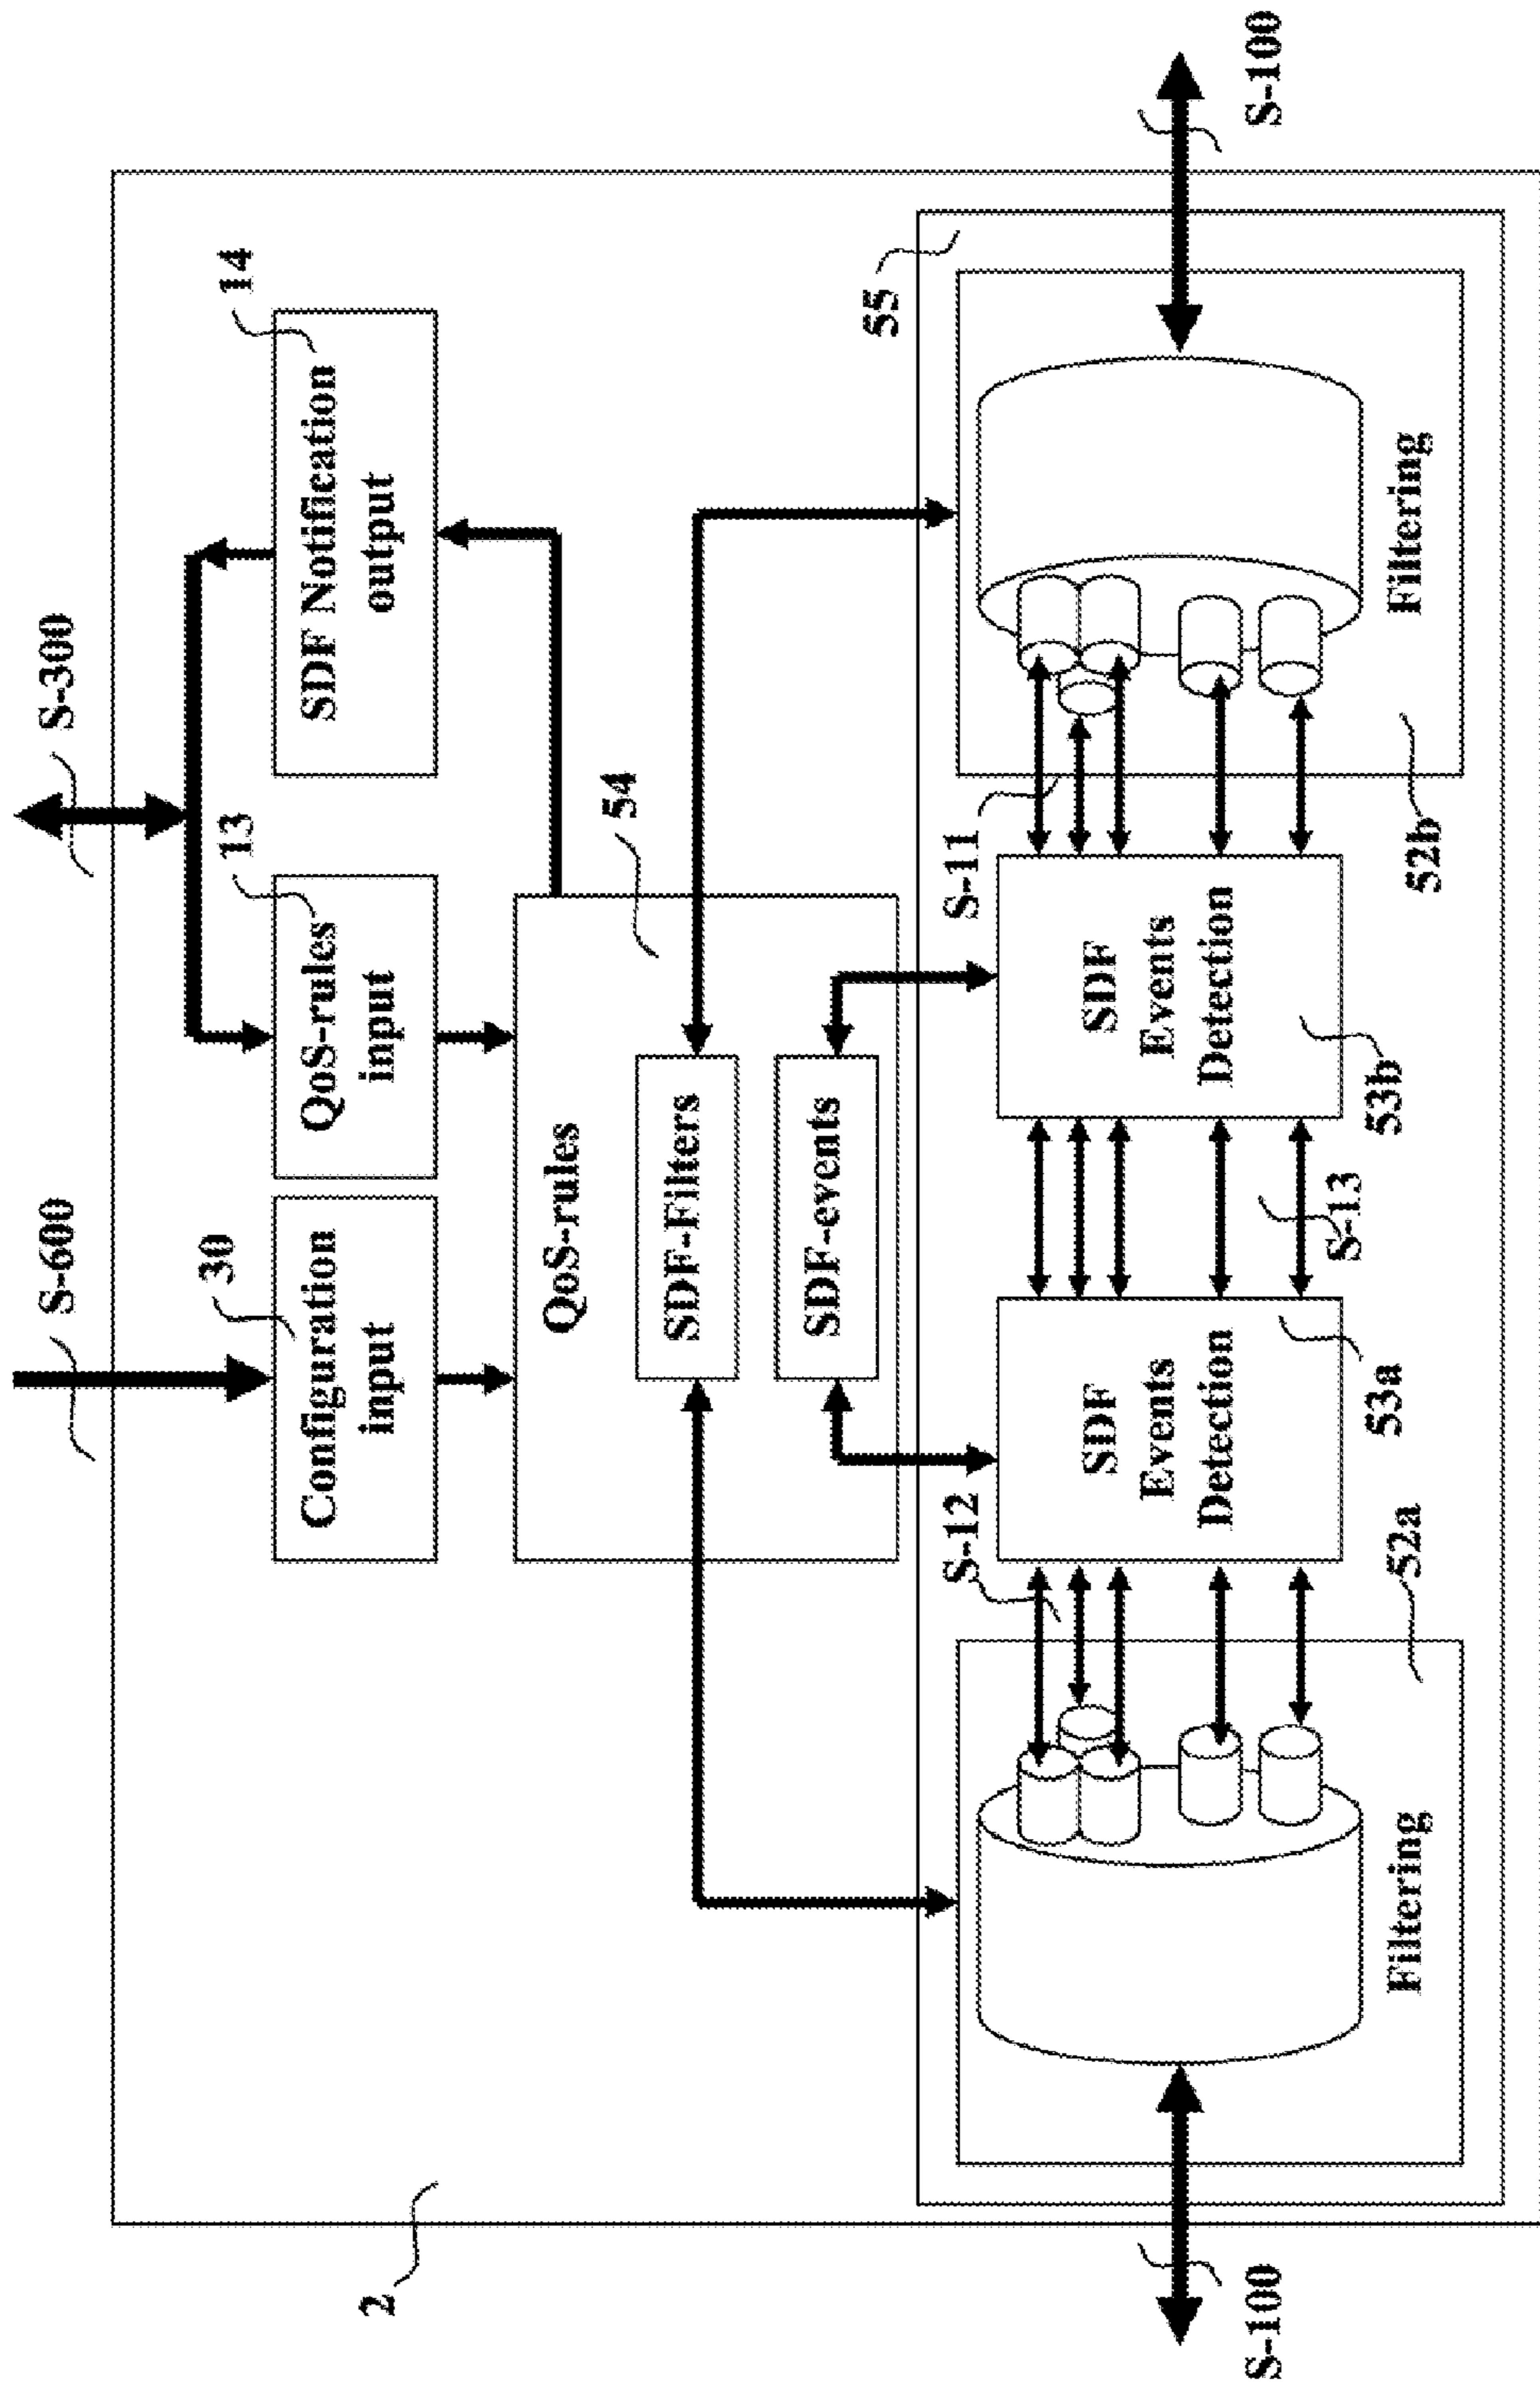 S-600
S-300
30
13
14
Configuration
input
QoS-rules
input
SDF Notification
output
QoS-rules
54
SDF-Filters
SDF-events
2
55
S-12
S-11
SDF
Events
Detection
SDF
Events
Detection
S-100
S-100
S-13
53a
53b
Filtering
Filtering
52a
52b